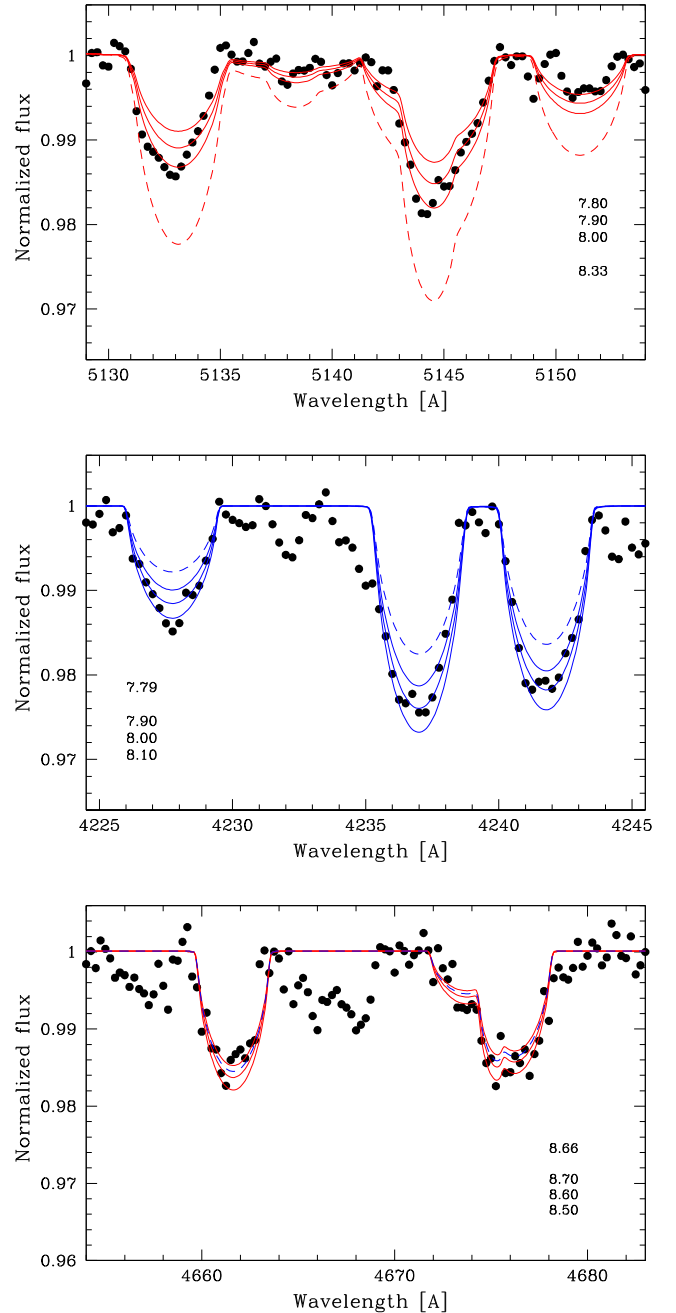 1
0.99
0.98
0.97
Normalized flux
7.80
7.90
8.00
8.33
5130 5135 5140 5145 5150
Wavelength [A]
1
0.99
0.98
0.97
Normalized flux
7.79
7.90
8.00
8.10
4225 4230 4235 4240 4245
Wavelength [A]
1
0.99
0.98
0.97
0.96
Normalized flux
8.66
8.70
8.60
8.50
4660 4670 4680
Wavelength [A]